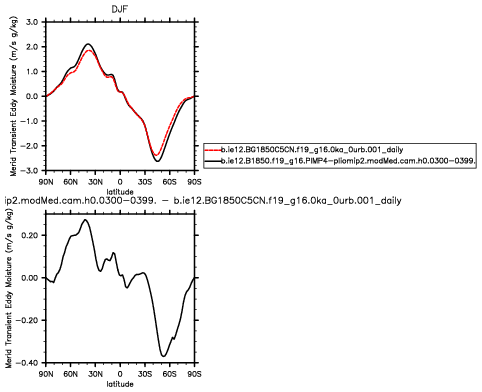 DJF
Merid Transient Eddy Moisture (m/s g/kg)
3.0
2.0
1.0
0.0
−1.0
−2.0
−3.0
90N 60N 30N 0 30S 60S 90S
latitude
b.ie12.BG1850C5CN.f19_g16.0ka_0urb.001_daily
b.ie12.B1850.f19_g16.PlMP4−pliomip2.modMed.cam.h0.0300−0399.
ip2.modMed.cam.h0.0300−0399. − b.ie12.BG1850C5CN.f19_g16.0ka_0urb.001_daily
Merid Transient Eddy Moisture (m/s g/kg)
0.20
0.00
−0.20
−0.40
90N 60N 30N 0 30S 60S 90S
latitude